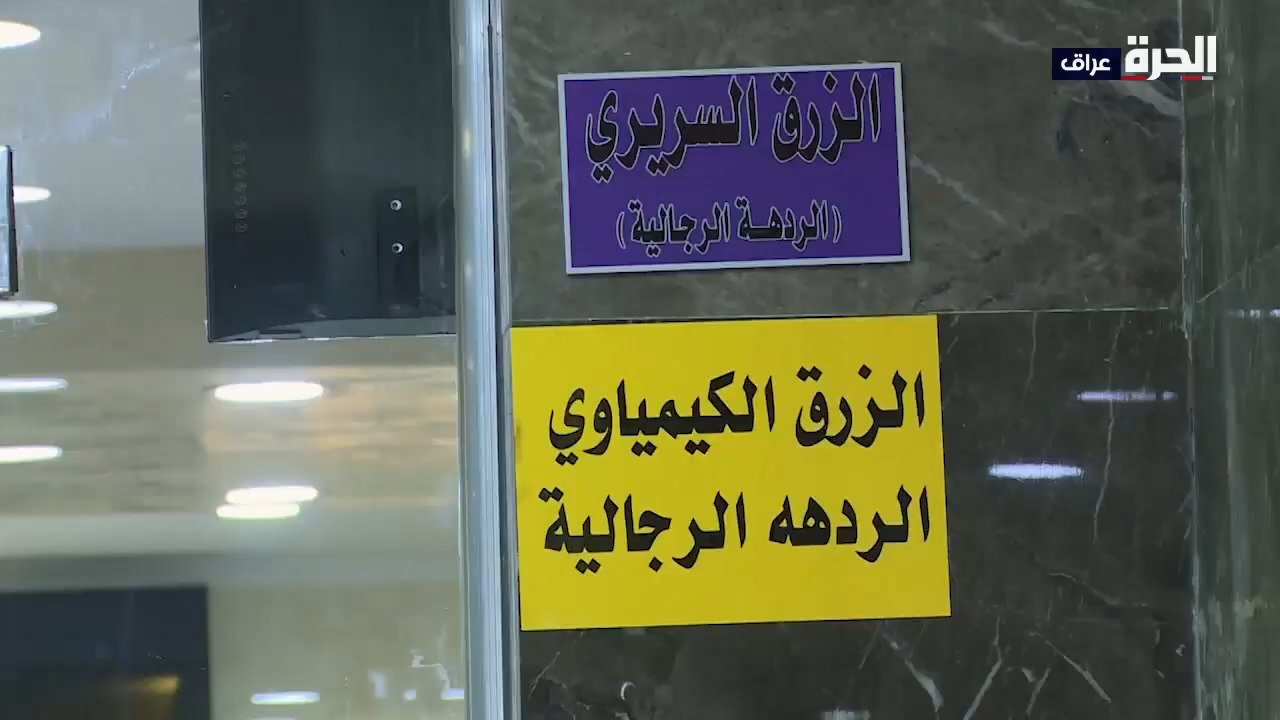 الحرة
عراق
الزرق السريري
(الردهة الرجالية)
الزرق الكيمياوي
الردهه الرجالية